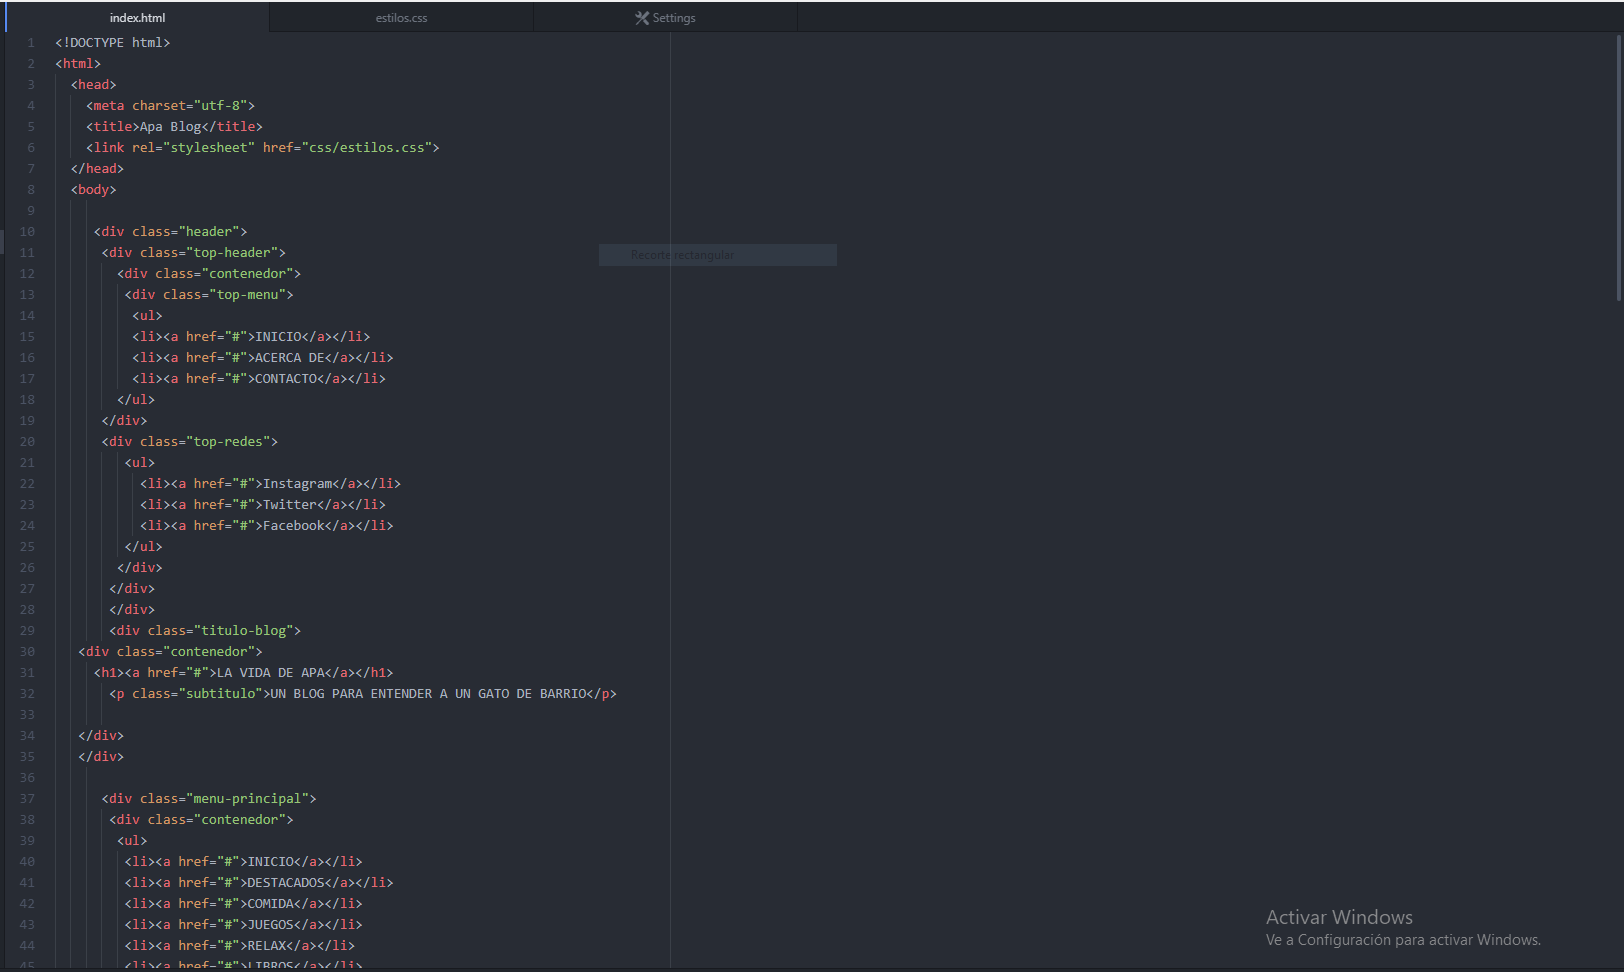 index.html
estilos.css
Settings
1 <!DOCTYPE html>
2 <html>
3 <head>
4 <meta charset="utf-8">
5 <title>Apa Blog</title>
6 <link rel="stylesheet" href="css/estilos.css">
7 </head>
8 <body>
9
10 <div class="header">
11 <div class="top-header">
Recorte rectangular
12 <div class="contenedor">
13 <div class="top-menu">
14 <ul>
15 <li><a href="#">INICIO</a></li>
16 <li><a href="#">ACERCA DE</a></li>
17 <li><a href="#">CONTACTO</a></li>
18 </ul>
19 </div>
20 <div class="top-redes">
21 <ul>
22 <li><a href="#">Instagram</a></li>
23 <li><a href="#">Twitter</a></li>
24 <li><a href="#">Facebook</a></li>
25 </ul>
26 </div>
27 </div>
28 </div>
29 <div class="titulo-blog">
30 <div class="contenedor">
31 <h1><a href="#">LA VIDA DE APA</a></h1>
32 <p class="subtitulo">UN BLOG PARA ENTENDER A UN GATO DE BARRIO</p>
33
34 </div>
35 </div>
36
37 <div class="menu-principal">
38 <div class="contenedor">
39 <ul>
40 <li><a href="#">INICIO</a></li>
41 <li><a href="#">DESTACADOS</a></li>
42 <li><a href="#">COMIDA</a></li>
43 <li><a href="#">JUEGOS</a></li>
44 <li><a href="#">RELAX</a></li>
45 <li><a href="#">LIBROS</a></li>
Activar Windows
Ve a Configuración para activar Windows.